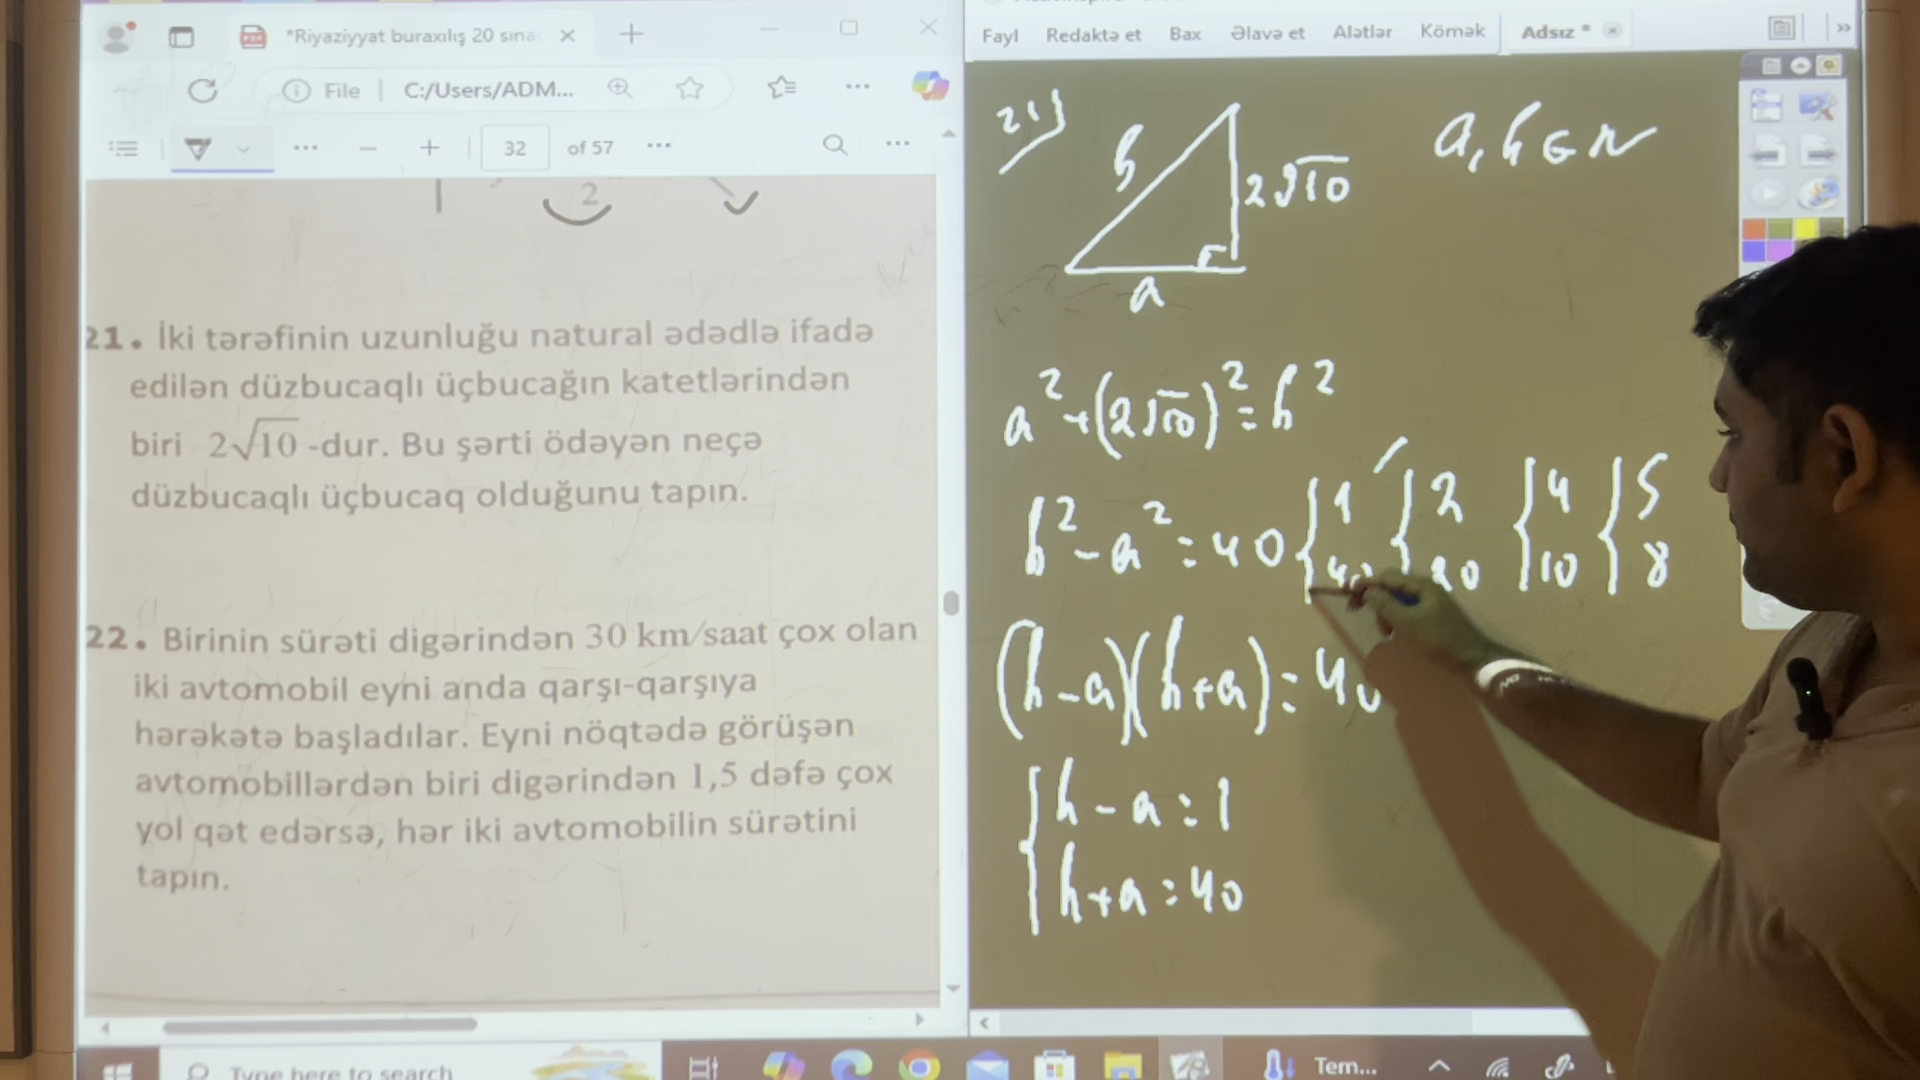 *Riyaziyyat buraxılış 20 sına
File
C:/Users/ADM...
32
of 57
2
21. İki tərəfinin uzunluğu natural ədədlə ifadə
edilən düzbucaqlı üçbucağın katetlərindən
biri 2√10 -dur. Bu şərti ödəyən neçə
düzbucaqlı üçbucaq olduğunu tapın.
22. Birinin sürəti digərindən 30 km/saat çox olan
iki avtomobil eyni anda qarşı-qarşıya
hərəkətə başladılar. Eyni nöqtədə görüşən
avtomobillərdən biri digərindən 1,5 dəfə çox
yol qət edərsə, hər iki avtomobilin sürətini
tapın.
Type here to search
Fayl Redaktə et Bax Əlavə et Alətlər Kömək Adsız *
21)
h
2√10
a
a, h ∈ N
a² + (2√10)² = h²
h² - a² = 40 { 1 40 { 2 20 { 4 10 { 5 8
(h - a)(h + a) = 40
h - a = 1
h + a = 40
Tem...